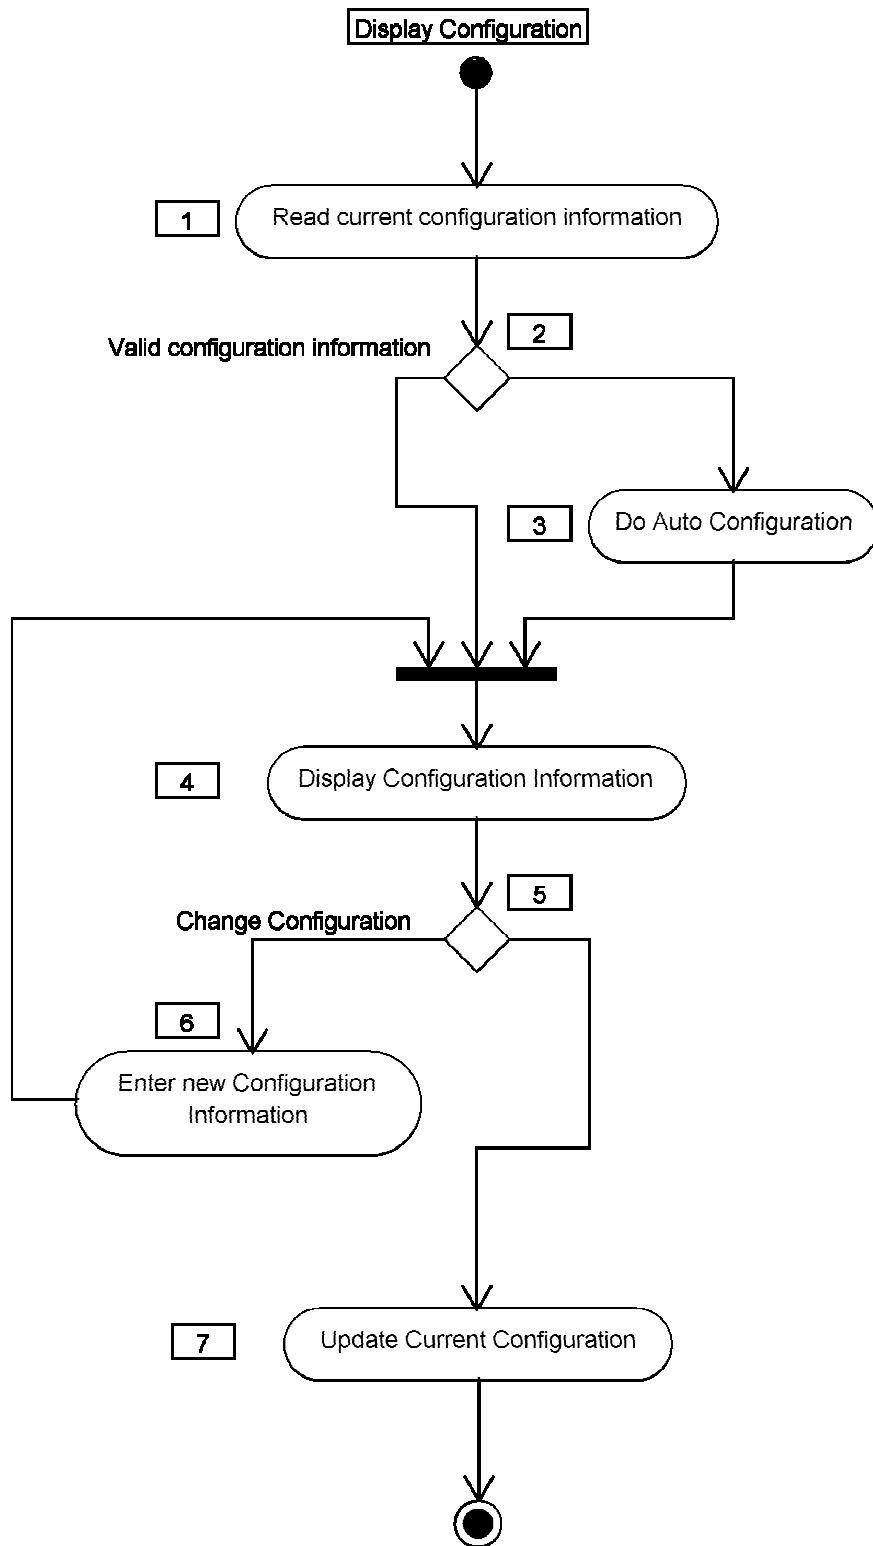 Display Configuration
1
Read current configuration information
2
Valid configuration information
3
Do Auto Configuration
4
Display Configuration Information
5
Change Configuration
6
Enter new Configuration
Information
7
Update Current Configuration